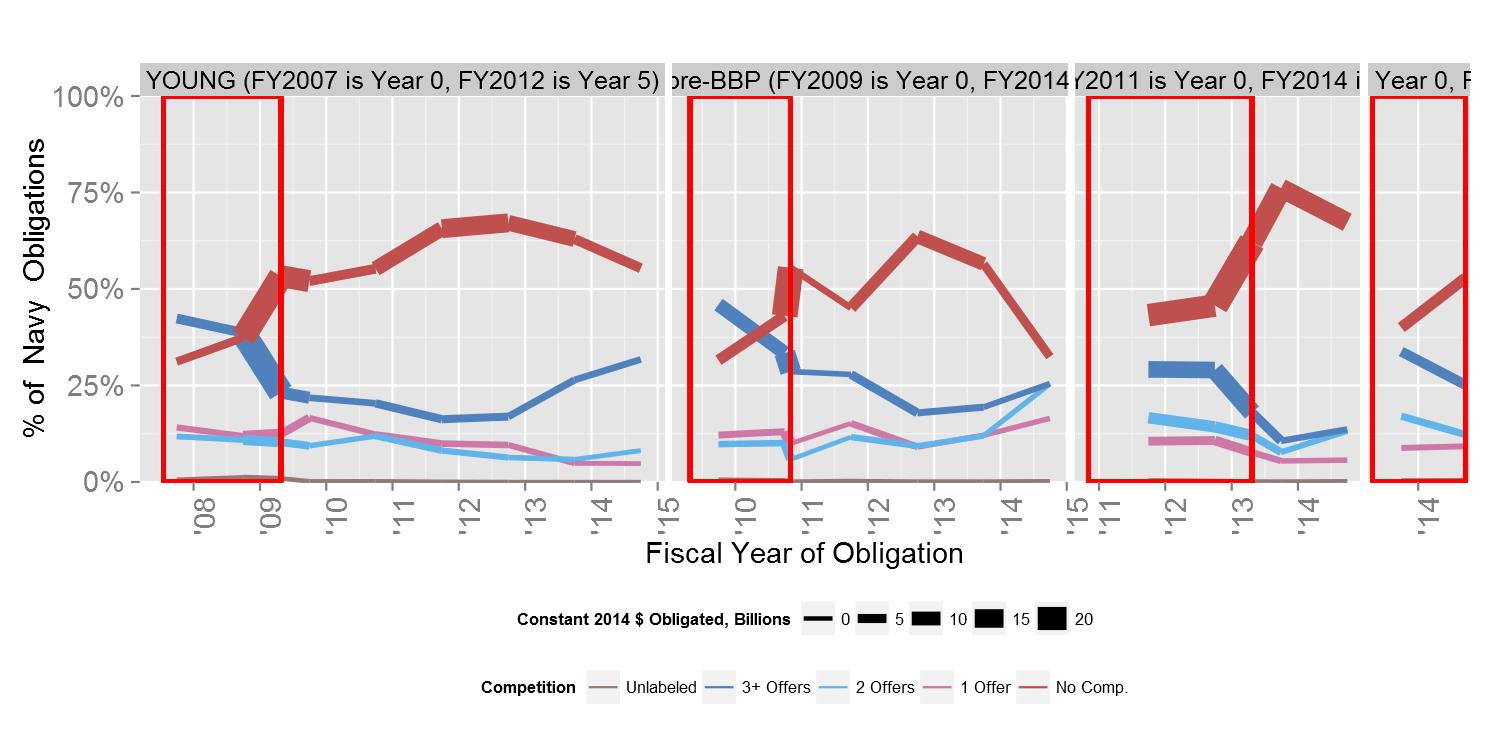 YOUNG (FY2007 is Year 0, FY2012 is Year 5)
pre-BBP (FY2009 is Year 0, FY2014
Y2011 is Year 0, FY2014 i
Year 0, F
% of Navy Obligations
100%
75%
50%
25%
0%
'08 '09 '10 '11 '12 '13 '14 '15
'10 '11 '12 '13 '14 '15
'11 '12 '13 '14
'14
Fiscal Year of Obligation
Constant 2014 $ Obligated, Billions 0 5 10 15 20
Competition Unlabeled 3+ Offers 2 Offers 1 Offer No Comp.